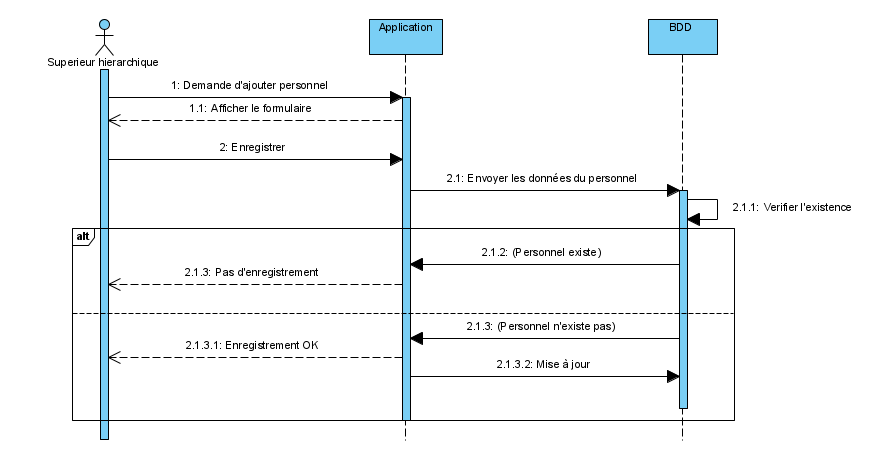 Application
BDD
Superieur hierarchique
1: Demande d'ajouter personnel
1.1: Afficher le formulaire
2: Enregistrer
2.1: Envoyer les données du personnel
2.1.1: Verifier l'existence
alt
2.1.2: (Personnel existe)
2.1.3: Pas d'enregistrement
2.1.3: (Personnel n'existe pas)
2.1.3.1: Enregistrement OK
2.1.3.2: Mise à jour